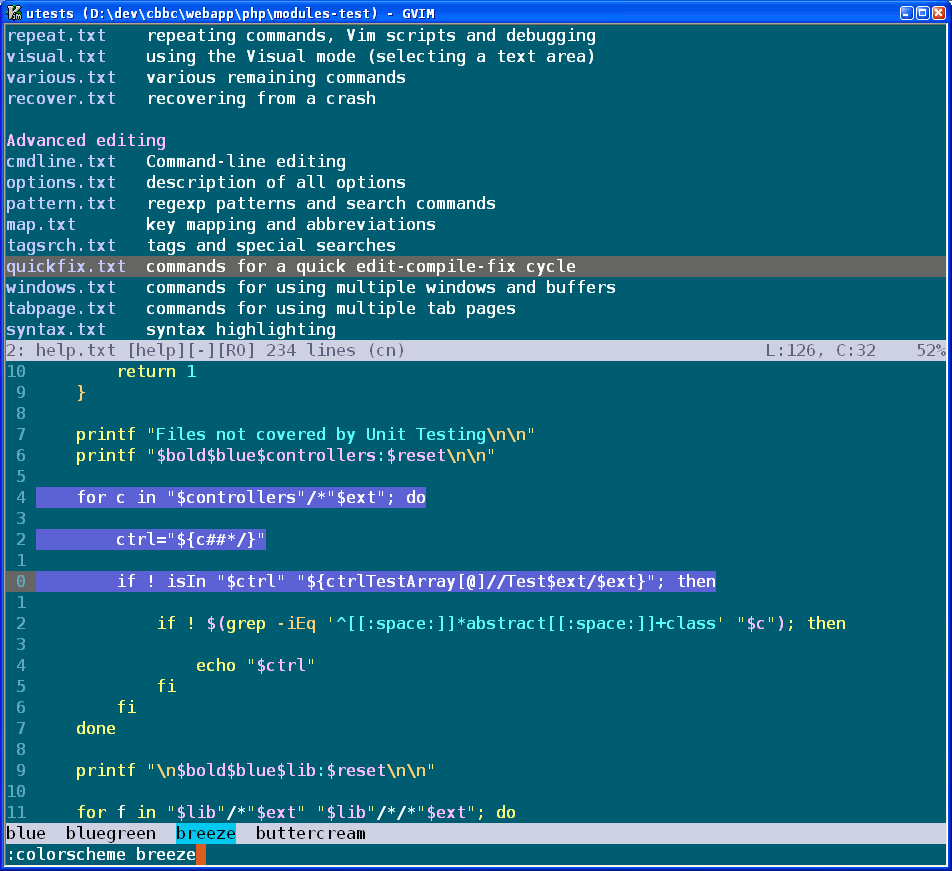 utests (D:\dev\cbbc\webapp\php\modules-test) - GVIM
repeat.txt    repeating commands, Vim scripts and debugging
visual.txt    using the Visual mode (selecting a text area)
various.txt   various remaining commands
recover.txt   recovering from a crash
Advanced editing
cmdline.txt   Command-line editing
options.txt   description of all options
pattern.txt   regexp patterns and search commands
map.txt       key mapping and abbreviations
tagsrch.txt   tags and special searches
quickfix.txt  commands for a quick edit-compile-fix cycle
windows.txt   commands for using multiple windows and buffers
tabpage.txt   commands for using multiple tab pages
syntax.txt    syntax highlighting
2: help.txt [help][-][RO] 234 lines (cn)                                    L:126, C:32    52%
10         return 1
 9     }
 8
 7     printf "Files not covered by Unit Testing\n\n"
 6     printf "$bold$blue$controllers:$reset\n\n"
 5
 4     for c in "$controllers"/*"$ext"; do
 3
 2         ctrl="${c##*/}"
 1
 0         if ! isIn "$ctrl" "${ctrlTestArray[@]//Test$ext/$ext}"; then
 1
 2             if ! $(grep -iEq '^[[:space:]]*abstract[[:space:]]+class' "$c"); then
 3
 4                 echo "$ctrl"
 5             fi
 6         fi
 7     done
 8
 9     printf "\n$bold$blue$lib:$reset\n\n"
10
11     for f in "$lib"/*"$ext" "$lib"/*/*"$ext"; do
blue  bluegreen  breeze  buttercream
:colorscheme breeze